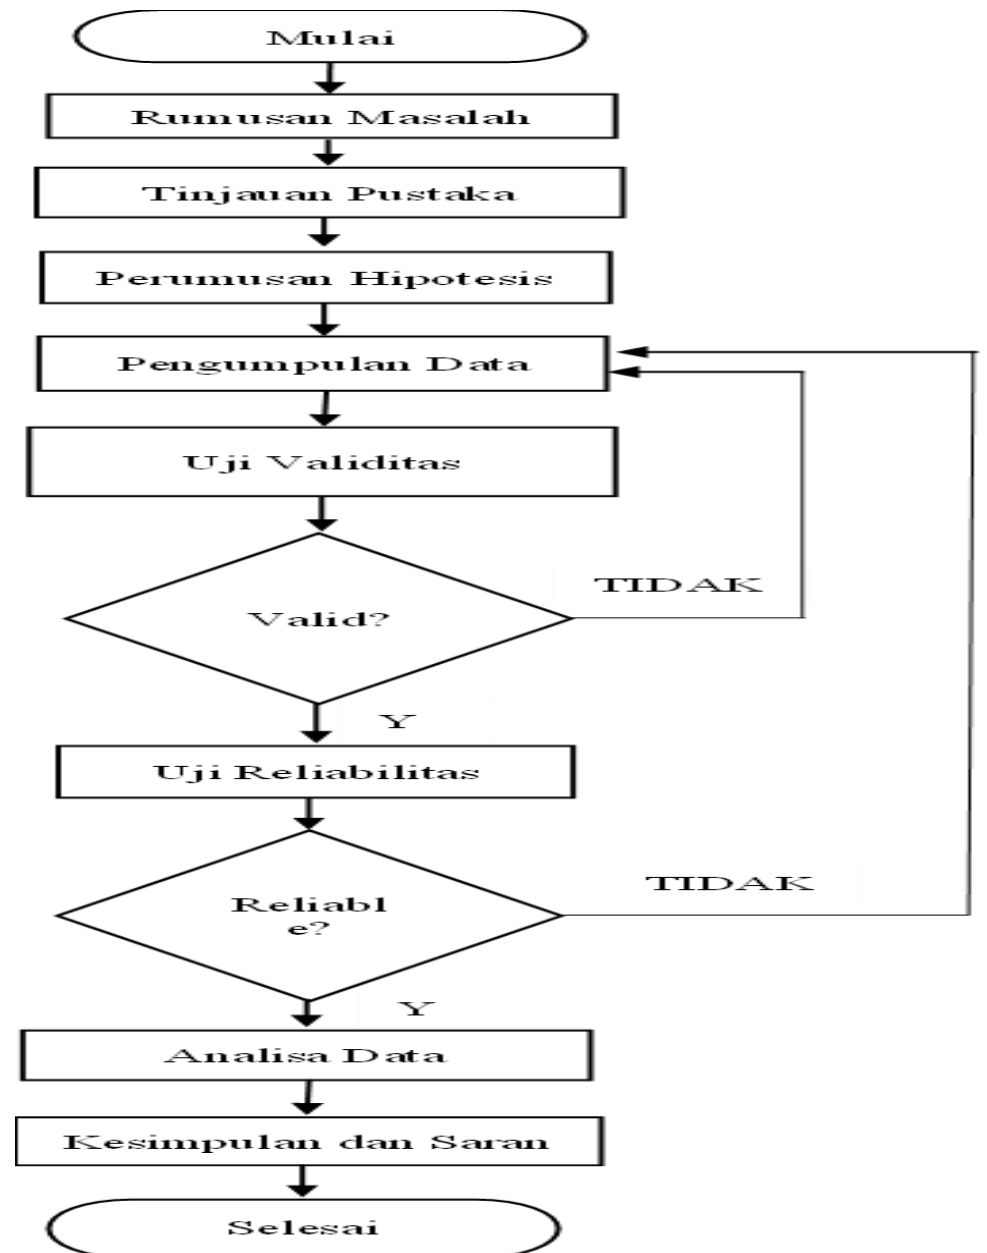 Mulai
Rumusan Masalah
Tinjauan Pustaka
Perumusan Hipotesis
Pengumpulan Data
Uji Validitas
TIDAK
Valid?
Y
Uji Reliabilitas
TIDAK
Reliabl
e?
Y
Analisa Data
Kesimpulan dan Saran
Selesai